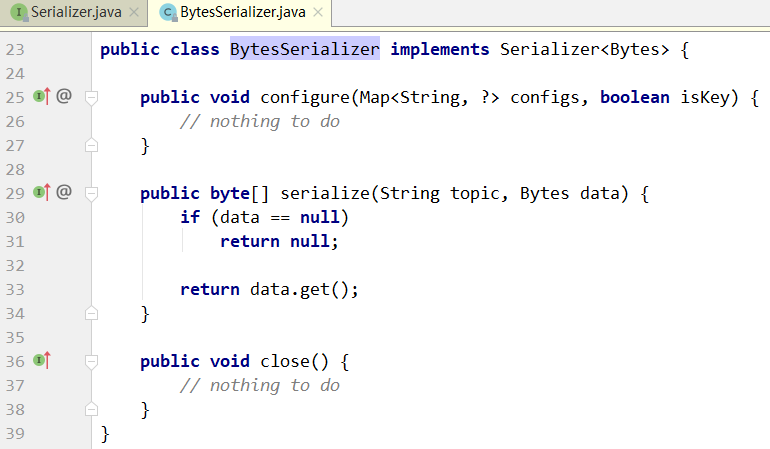 Serializer.java BytesSerializer.java
23 public class BytesSerializer implements Serializer<Bytes> {
24
25 @ public void configure(Map<String, ?> configs, boolean isKey) {
26 // nothing to do
27 }
28
29 @ public byte[] serialize(String topic, Bytes data) {
30 if (data == null)
31 return null;
32
33 return data.get();
34 }
35
36 public void close() {
37 // nothing to do
38 }
39 }